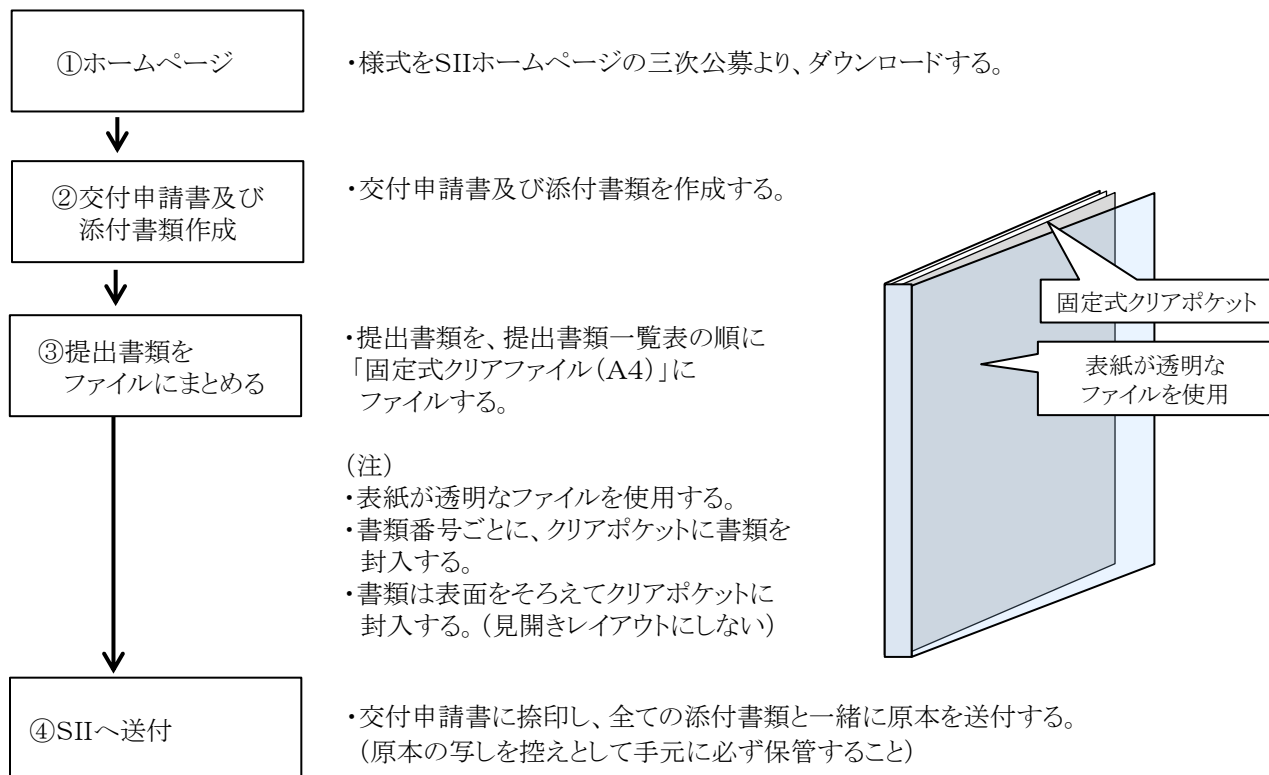 ①ホームページ
・様式をSIIホームページの三次公募より、ダウンロードする。
②交付申請書及び
添付書類作成
・交付申請書及び添付書類を作成する。
③提出書類を
ファイルにまとめる
・提出書類を、提出書類一覧表の順に
「固定式クリアファイル（A4）」に
ファイルする。
（注）
・表紙が透明なファイルを使用する。
・書類番号ごとに、クリアポケットに書類を
封入する。
・書類は表面をそろえてクリアポケットに
封入する。（見開きレイアウトにしない）
固定式クリアポケット
表紙が透明な
ファイルを使用
④SIIへ送付
・交付申請書に捺印し、全ての添付書類と一緒に原本を送付する。
（原本の写しを控えとして手元に必ず保管すること）